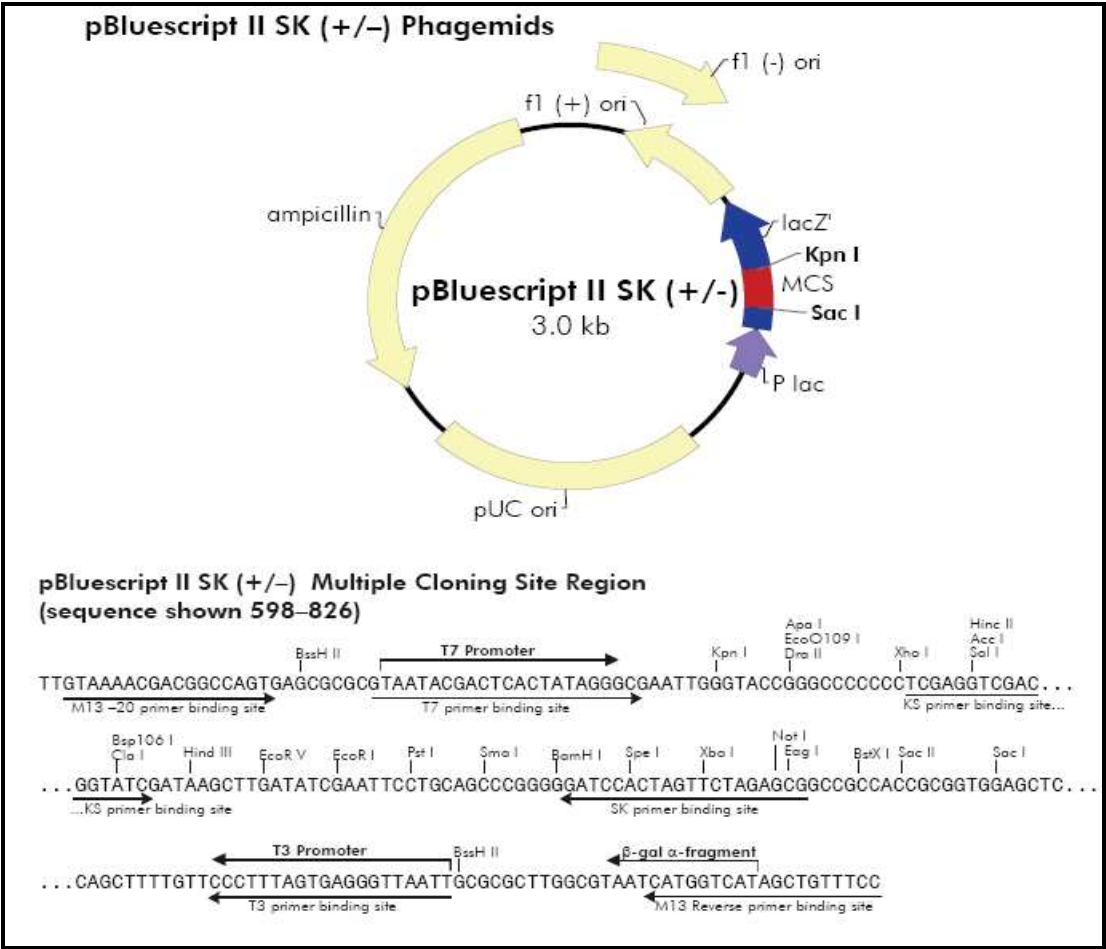 pBluescript II SK (+/–) Phagemids
f1 (-) ori
f1 (+) ori
ampicillin
lacZ'
Kpn I
MCS
pBluescript II SK (+/-)
3.0 kb
Sac I
P lac
pUC ori
pBluescript II SK (+/–) Multiple Cloning Site Region
(sequence shown 598–826)
Apa I
EcoO109 I
Dra II
Hinc II
Acc I
Sal I
BssH II
T7 Promoter
Kpn I
Xho I
TTGTAAAACGACGGCCAGTGAGCGCGCGTAATACGACTCACTATAGGGCGAATTGGGTACCGGGCCCCCCCTCGAGGTCGAC...
M13 –20 primer binding site
T7 primer binding site
KS primer binding site...
Bsp106 I
Cla I
Hind III
EcoR V
EcoR I
Pst I
Sma I
BamH I
Spe I
Xba I
Not I
Eag I
BstX I
Sac II
Sac I
...GGTATCGATAAGCTTGATATCGAATTCCTGCAGCCCGGGGGATCCACTAGTTCTAGAGCGGCCGCCACCGCGGTGGAGCTC...
...KS primer binding site
SK primer binding site
T3 Promoter
BssH II
β-gal α-fragment
...CAGCTTTTGTTCCCTTTAGTGAGGGTTAATTGCGCGCTTGGCGTAATCATGGTCATAGCTGTTTCC
T3 primer binding site
M13 Reverse primer binding site